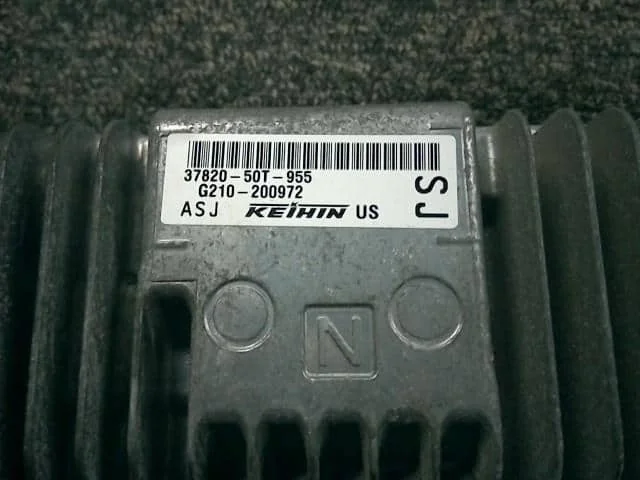 37820-50T-955
G210-200972
ASJ KEIHIN US
SJ
N